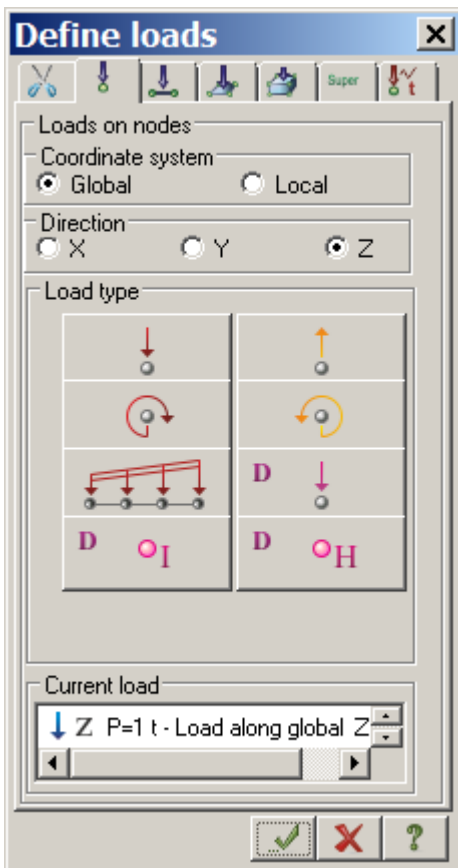 Define loads
Super
t
Loads on nodes
Coordinate system
Global Local
Direction
X Y Z
Load type
D
D I D H
Current load
Z P=1 t - Load along global Z
?